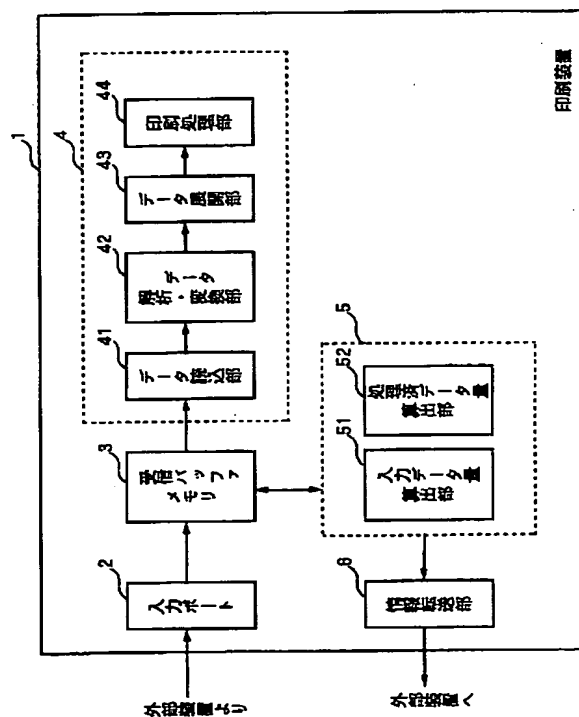 1
印刷装置
外部装置より
2
入力ポート
3
受信バッファ
メモリ
4
41
データ読込部
42
データ
解析・変換部
43
データ展開部
44
印刷処理部
5
51
入力データ量
算出部
52
処理済データ量
算出部
6
情報転送部
外部装置へ